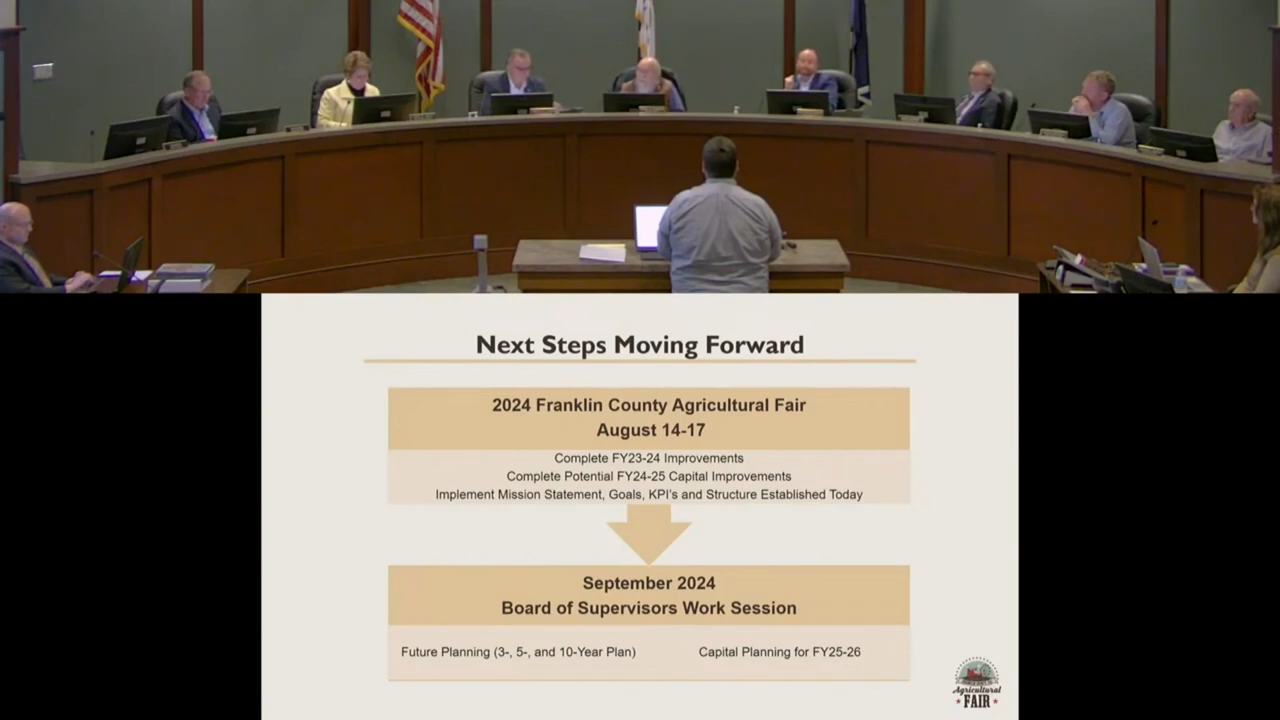 Next Steps Moving Forward
2024 Franklin County Agricultural Fair
August 14-17
Complete FY23-24 Improvements
Complete Potential FY24-25 Capital Improvements
Implement Mission Statement, Goals, KPI's and Structure Established Today
September 2024
Board of Supervisors Work Session
Future Planning (3-, 5-, and 10-Year Plan)
Capital Planning for FY25-26
Agricultural
FAIR